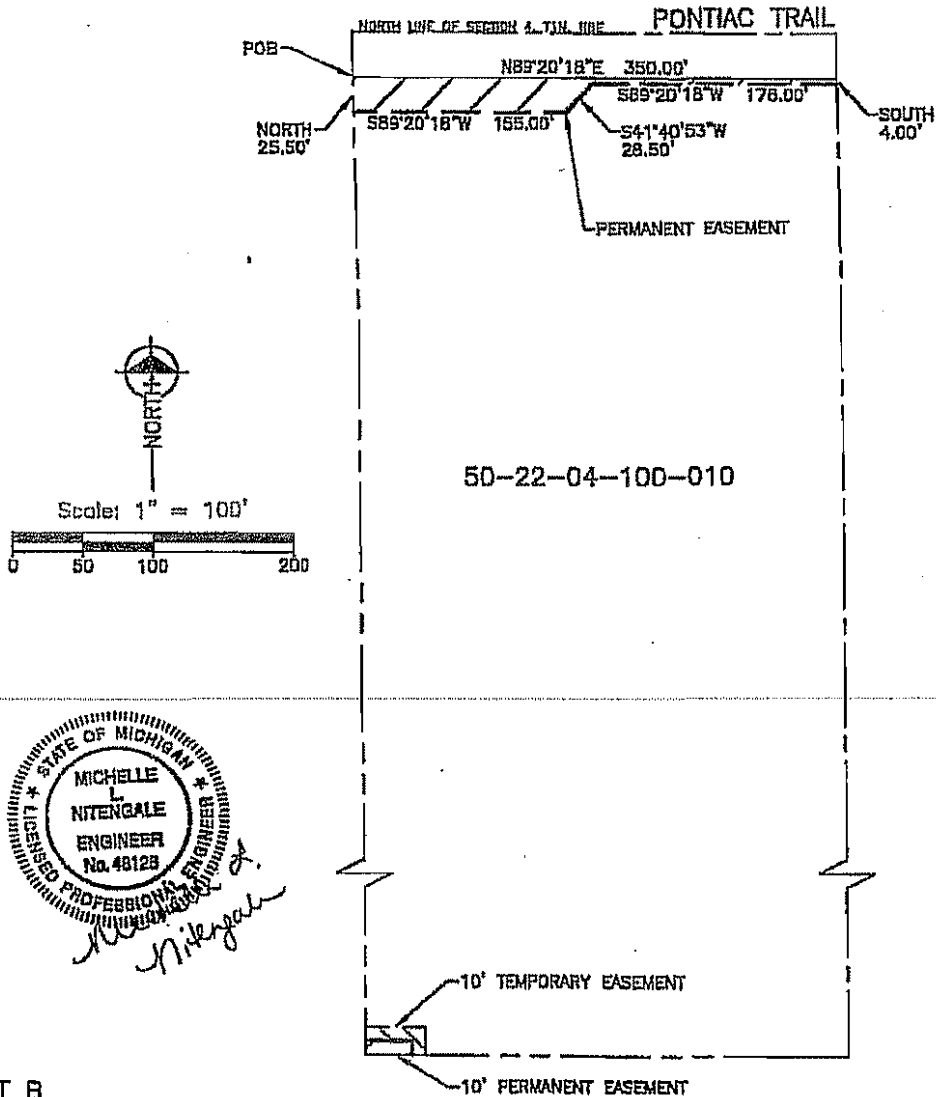 NORTH LINE OF SECTION 4, T.1N. R8E
PONTIAC TRAIL
POB
N89°20'18"E 350.00'
S89°20'18"W 176.00'
NORTH
25.50'
S89°20'18"W 155.00'
SOUTH
4.00'
S41°40'53"W
28.50'
PERMANENT EASEMENT
NORTH
50-22-04-100-010
Scale: 1" = 100'
0 50 100 200
STATE OF MICHIGAN
MICHELLE
L.
NITENGALE
ENGINEER
No. 48128
LICENSED PROFESSIONAL ENGINEER
Michelle L.
Nitengale
10' TEMPORARY EASEMENT
10' PERMANENT EASEMENT
T B